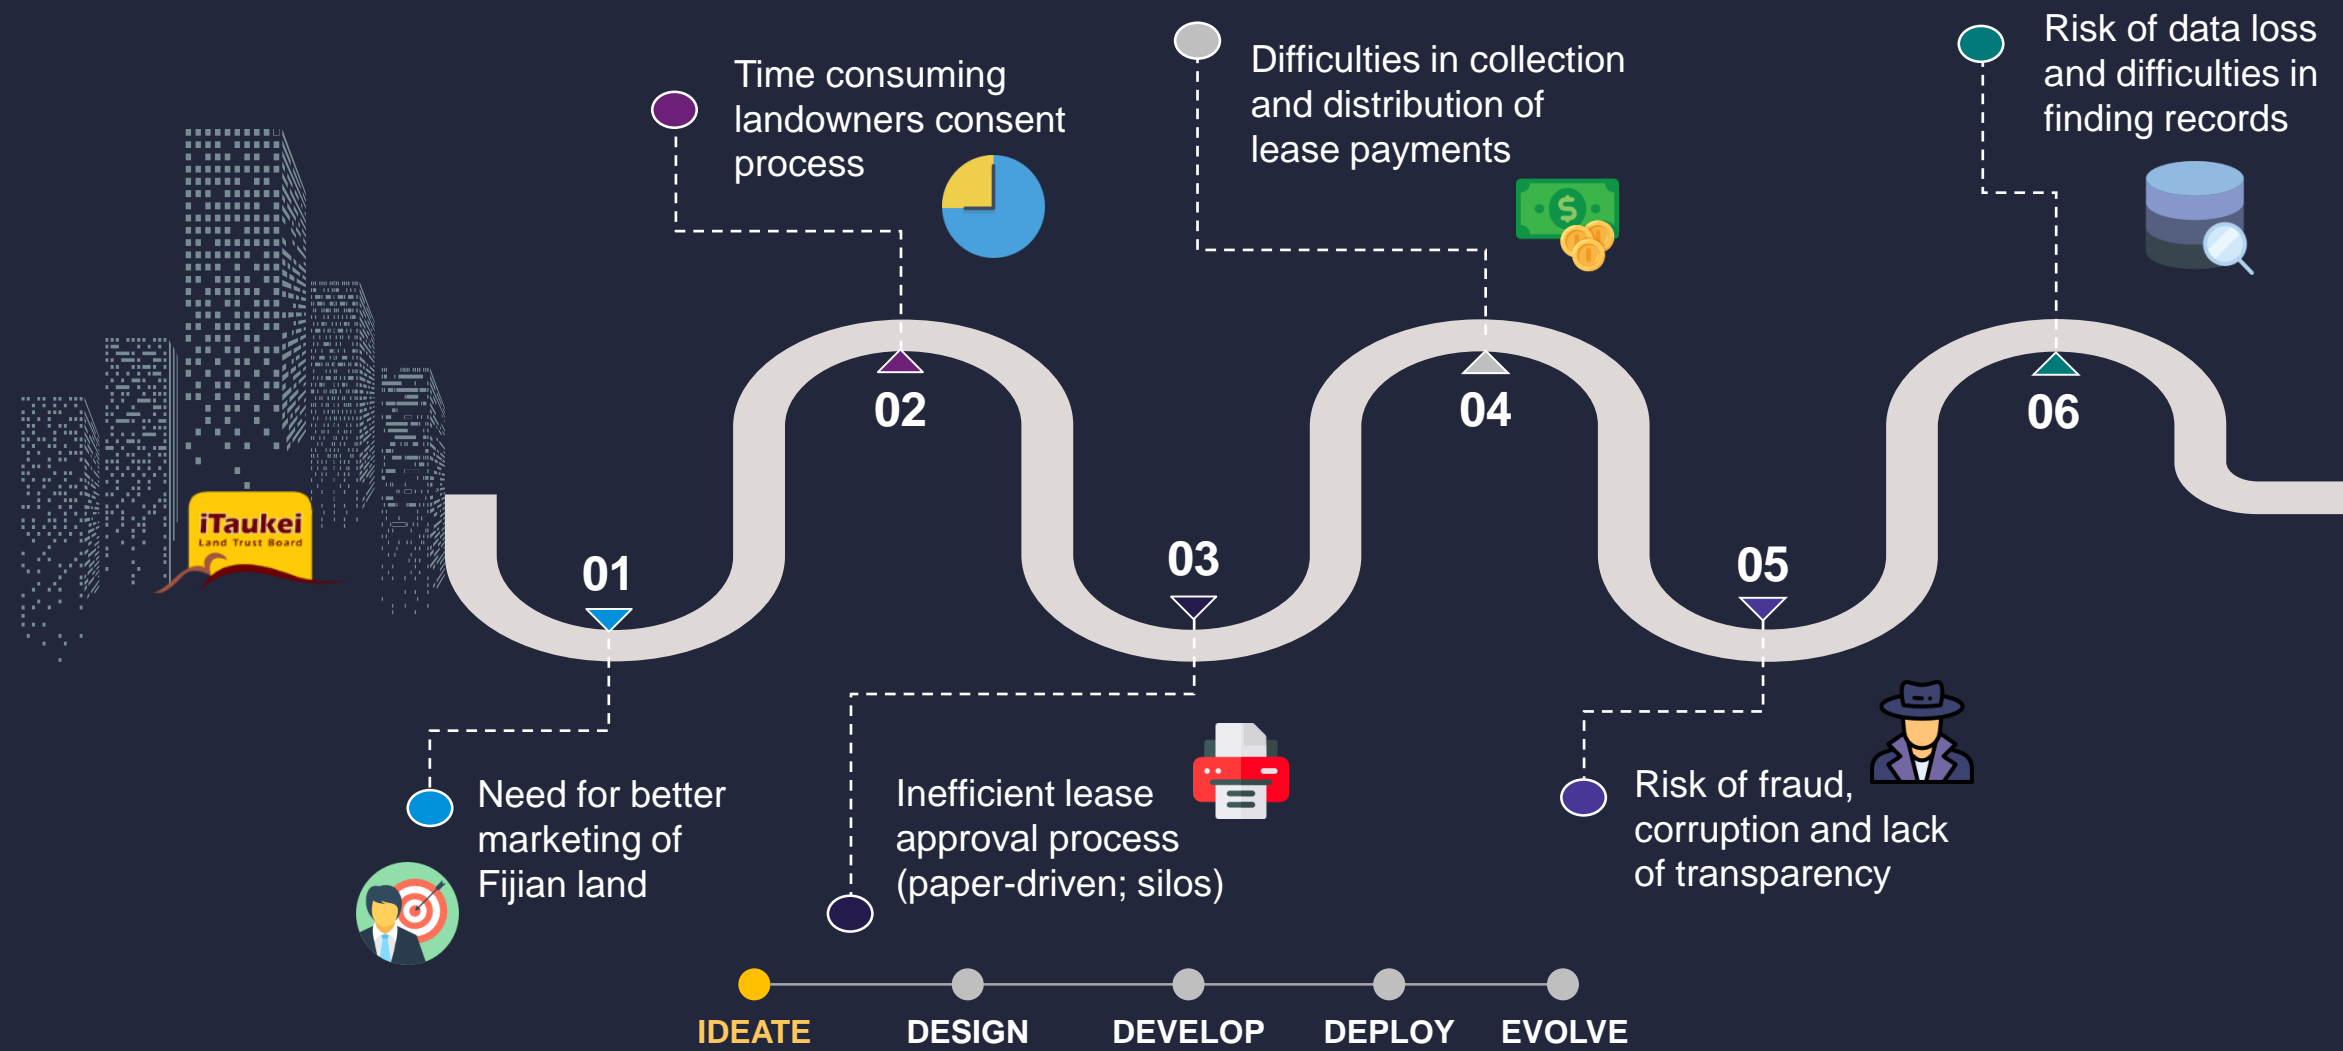 iTaukei
Land Trust Board
01
Need for better
marketing of
Fijian land
Time consuming
landowners consent
process
02
03
Inefficient lease
approval process
(paper-driven; silos)
Difficulties in collection
and distribution of
lease payments
04
05
Risk of fraud,
corruption and lack
of transparency
Risk of data loss
and difficulties in
finding records
06
IDEATE
DESIGN
DEVELOP
DEPLOY
EVOLVE